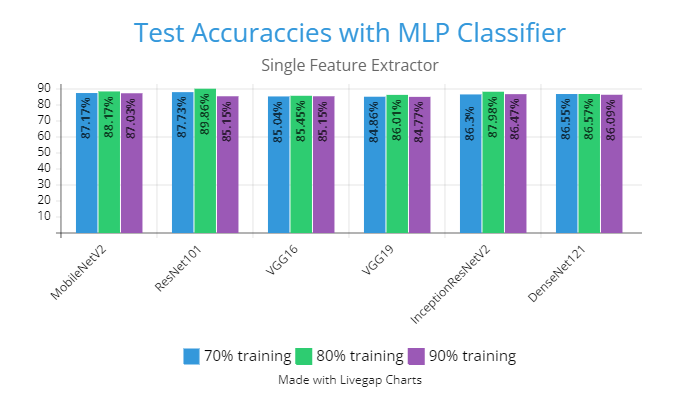 Test Accuraccies with MLP Classifier
Single Feature Extractor
90
80
70
60
50
40
30
20
10
87.17% 88.17% 87.03% 87.73% 89.86% 85.15% 85.04% 85.45% 85.15% 84.86% 86.01% 84.77% 86.3% 87.98% 86.47% 86.55% 86.57% 86.09%
MobileNetV2 ResNet101 VGG16 VGG19 InceptionResNetV2 DenseNet121
70% training 80% training 90% training
Made with Livegap Charts